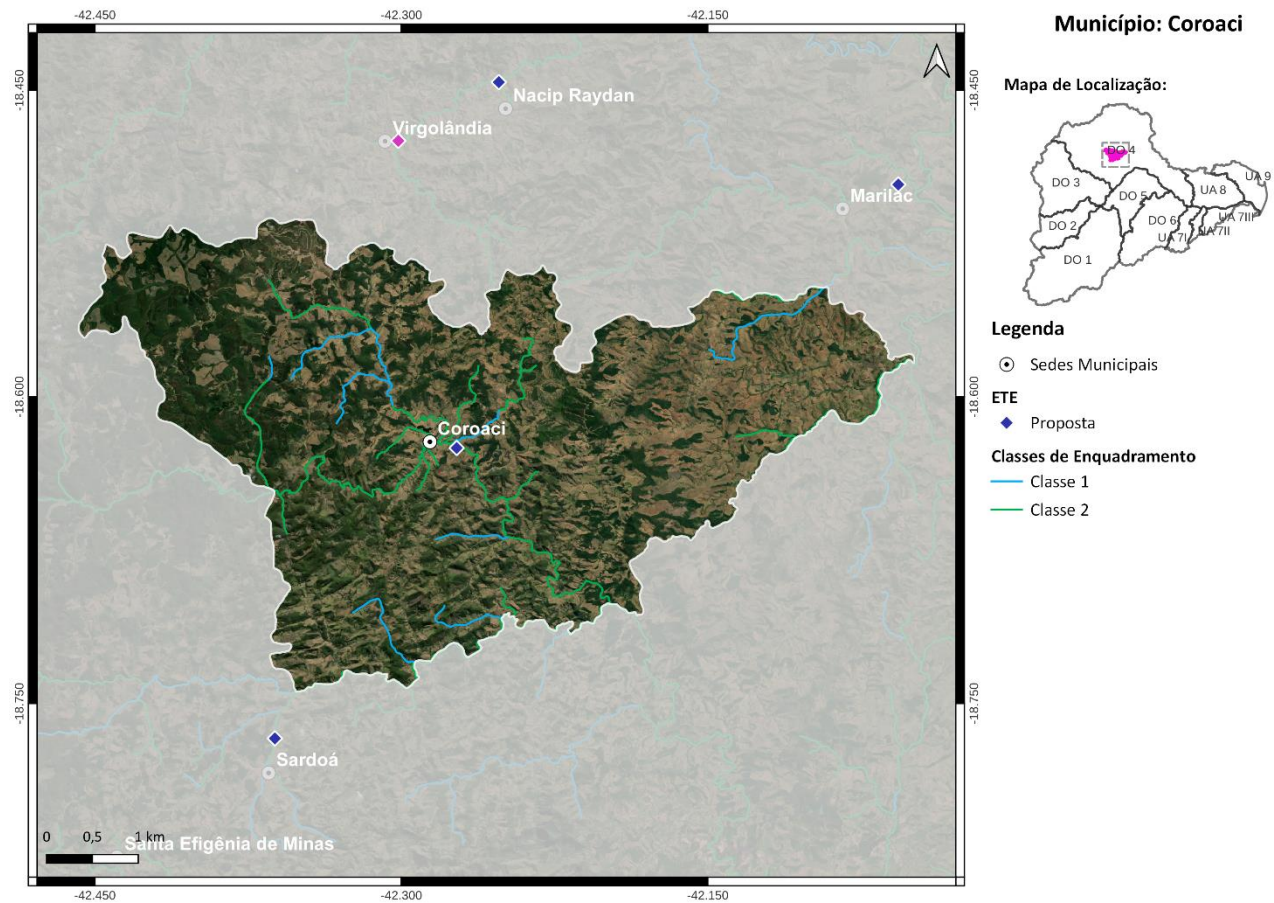 Município: Coroaci
-42.450
-42.300
-42.150
-18.450
-18.450
Nacip Raydan
Virgolândia
Marilac
-18.600
-18.600
Coroaci
-18.750
-18.750
Sardoá
0 0,5 1 km
Santa Efigênia de Minas
-42.450
-42.300
-42.150
Mapa de Localização:
DO 4
DO 3
DO 5
UA 8
UA 9
DO 2
DO 6
UA 7III
UA 7II
UA 7I
DO 1
Legenda
Sedes Municipais
ETE
Proposta
Classes de Enquadramento
Classe 1
Classe 2